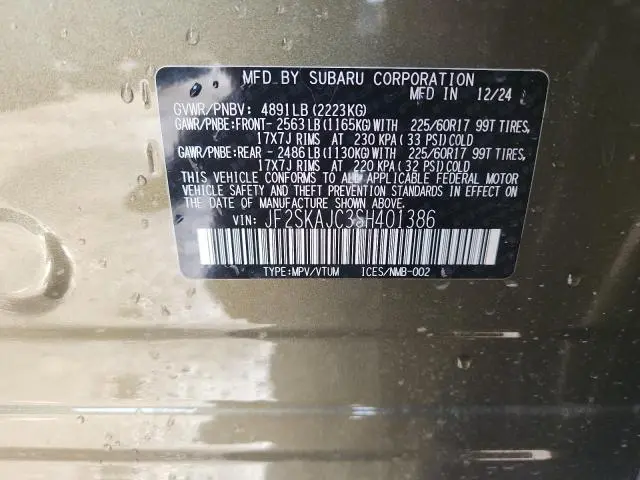 MFD.BY SUBARU CORPORATION
MFD IN 12/24
GVWR/PNBV: 4891LB(2223KG)
GAWR/PNBE:FRONT- 2563LB(1165KG)WITH 225/60R17 99T TIRES,
17X7J RIMS AT 230 KPA (33 PSI)COLD
GAWR/PNBE:REAR - 2486LB(1130KG)WITH 225/60R17 99T TIRES,
17X7J RIMS AT 220 KPA (32 PSI)COLD
THIS VEHICLE CONFORMS TO ALL APPLICABLE FEDERAL MOTOR
VEHICLE SAFETY AND THEFT PREVENTION STANDARDS IN EFFECT ON
THE DATE OF MANUFACTURE SHOWN ABOVE.
VIN: JF2SKAJC3SH401386
TYPE:MPV/VTUM ICES/NMB-002